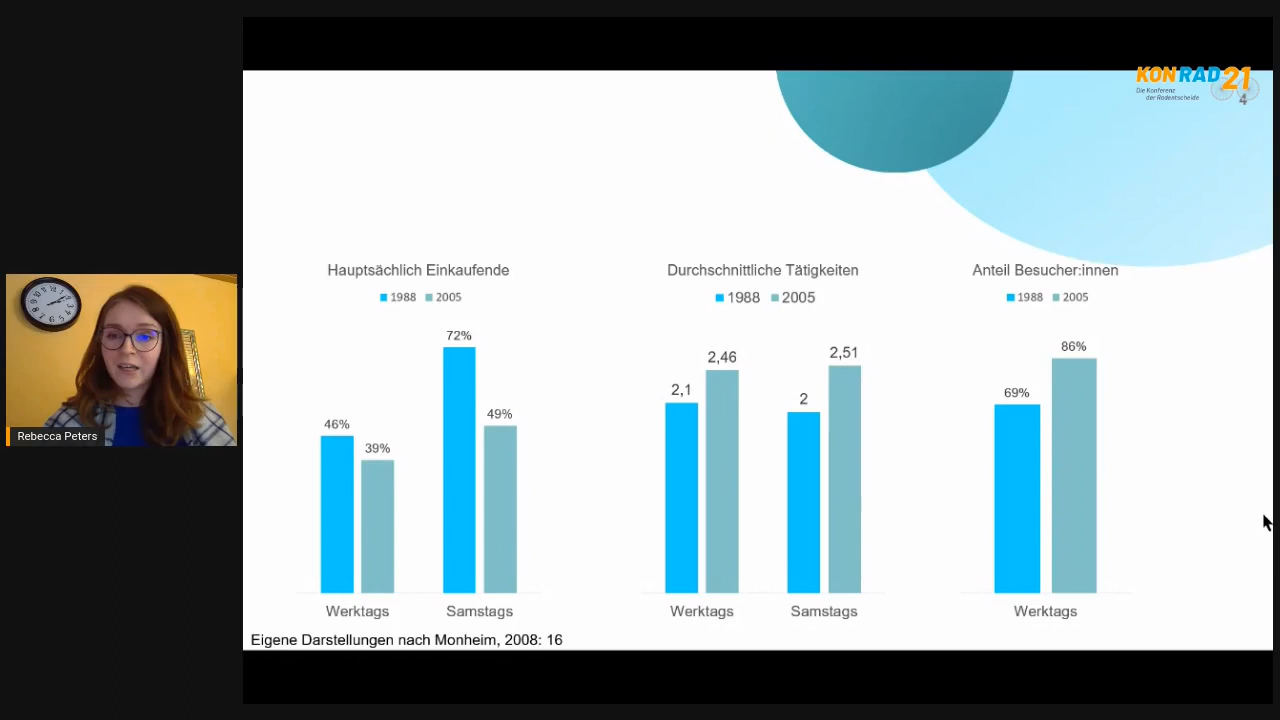 KONRAD21
Die Konferenz
der Radentscheide
4
Hauptsächlich Einkaufende
1988 2005
46%
39%
72%
49%
Werktags
Samstags
Durchschnittliche Tätigkeiten
1988 2005
2,1
2,46
2
2,51
Werktags
Samstags
Anteil Besucher:innen
1988 2005
69%
86%
Werktags
Eigene Darstellungen nach Monheim, 2008: 16
Rebecca Peters